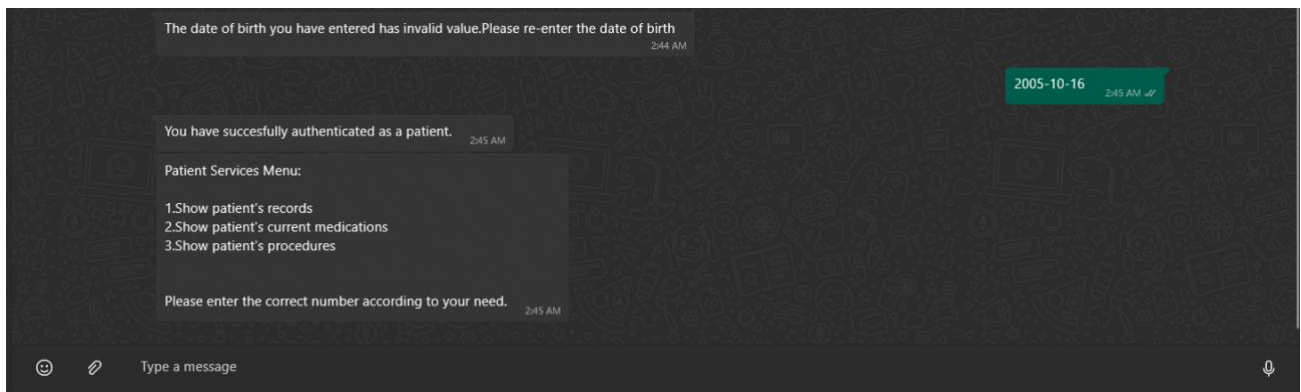 The date of birth you have entered has invalid value.Please re-enter the date of birth
2:44 AM
2005-10-16
2:45 AM
You have succesfully authenticated as a patient.
2:45 AM
Patient Services Menu:
1.Show patient's records
2.Show patient's current medications
3.Show patient's procedures
Please enter the correct number according to your need.
2:45 AM
Type a message